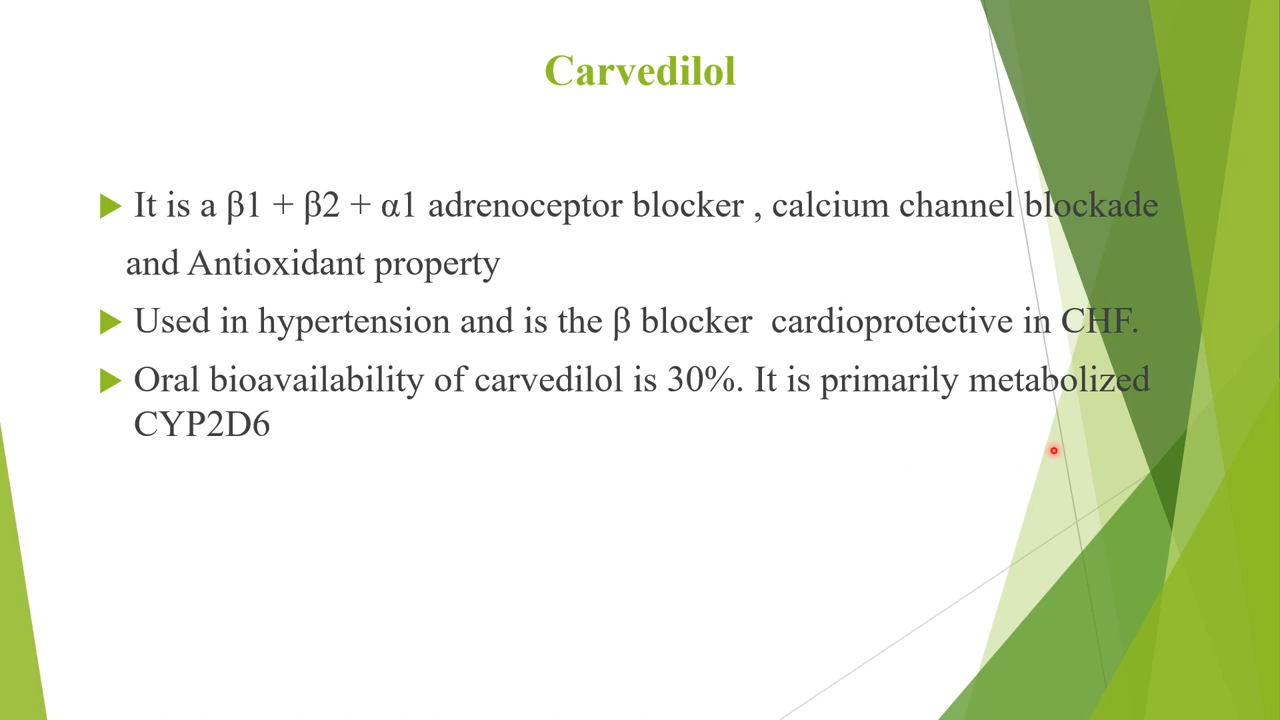 Carvedilol
It is a β1 + β2 + α1 adrenoceptor blocker , calcium channel blockade
and Antioxidant property
Used in hypertension and is the β blocker  cardioprotective in CHF.
Oral bioavailability of carvedilol is 30%. It is primarily metabolized
CYP2D6